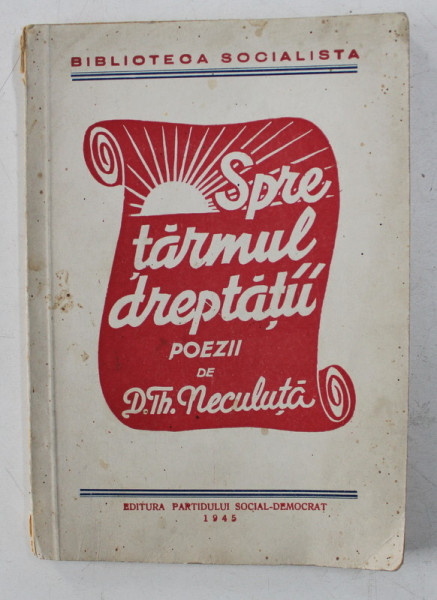 BIBLIOTECA SOCIALISTA
Spre
țărmul
dreptății
POEZII
DE
D. Th. Neculuță
EDITURA PARTIDULUI SOCIAL-DEMOCRAT
1945